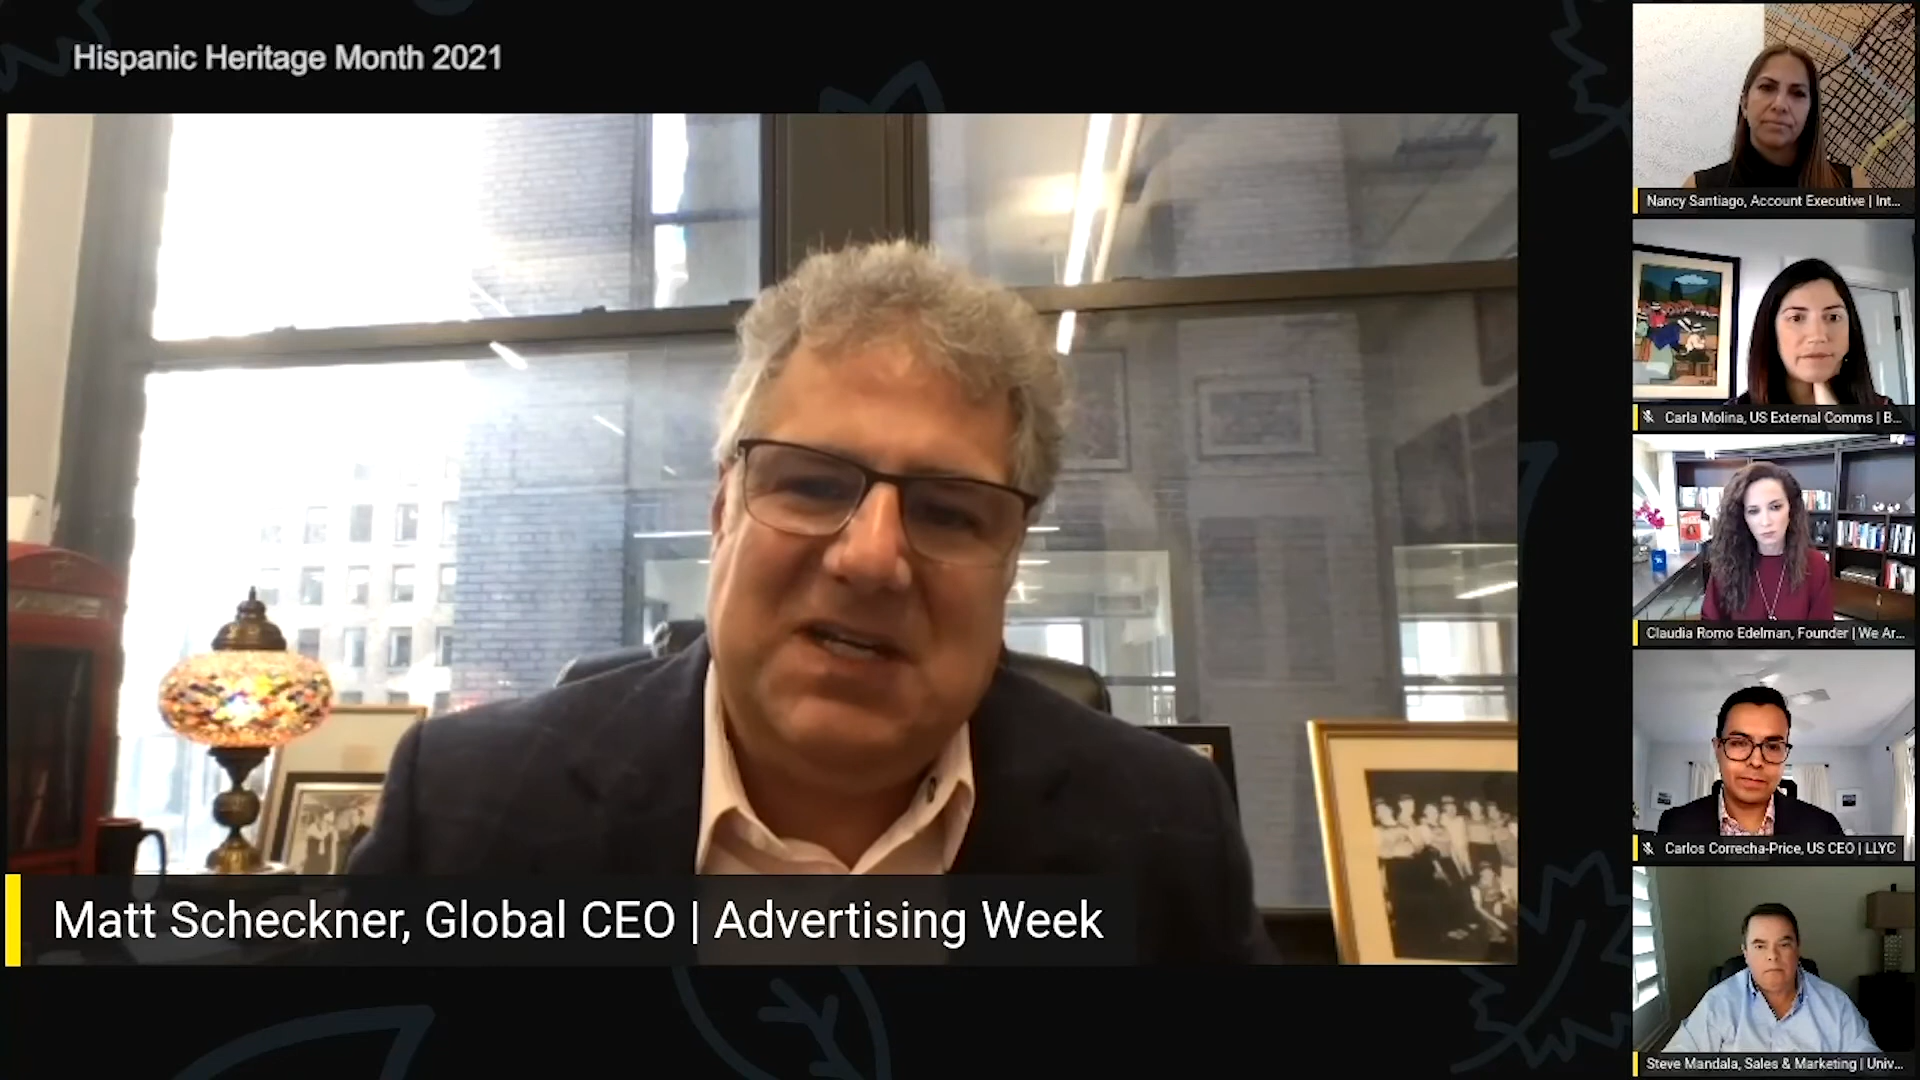 Hispanic Heritage Month 2021
Matt Scheckner, Global CEO | Advertising Week
Nancy Santiago, Account Executive | Int...
Carla Molina, US External Comms | B...
Claudia Romo Edelman, Founder | We Ar...
Carlos Correcha-Price, US CEO | LLYC
Steve Mandala, Sales & Marketing | Univ...